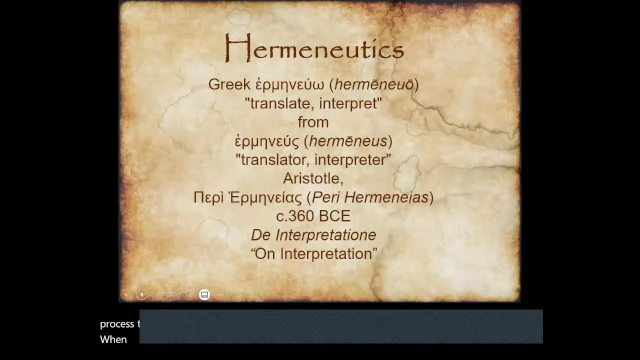 Hermeneutics
Greek ἑρμηνεύω (hermēneuō)
"translate, interpret"
from
ἑρμηνεύς (hermēneus)
"translator, interpreter"
Aristotle,
Περὶ Ἑρμηνείας (Peri Hermeneias)
c.360 BCE
De Interpretatione
“On Interpretation”
process
When